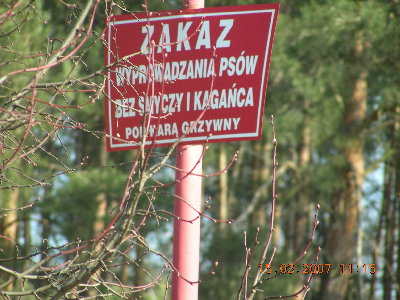 ZAKAZ
WYPROWADZANIA PSÓW
BEZ SMYCZY I KAGAŃCA
POD KARĄ GRZYWNY
15.02.2007 11:15